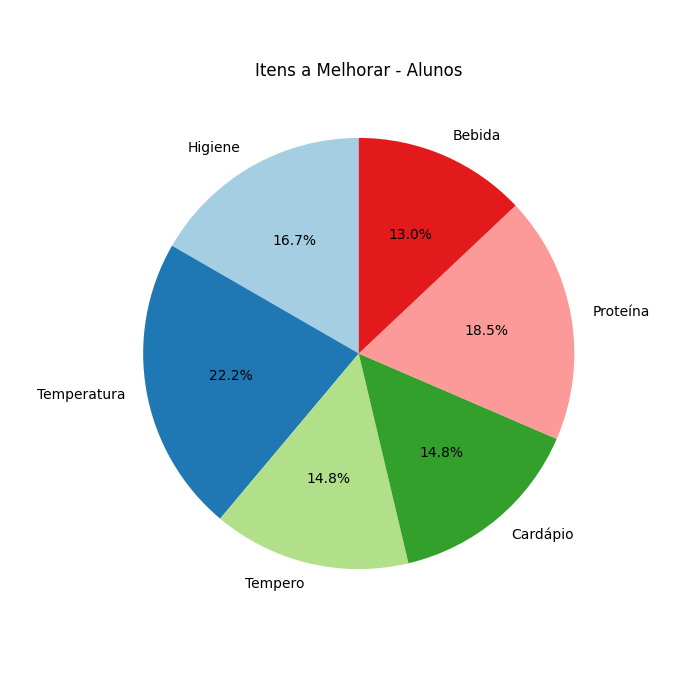 Itens a Melhorar - Alunos
Bebida
Higiene
13.0%
16.7%
Proteína
18.5%
22.2%
Temperatura
14.8%
14.8%
Cardápio
Tempero